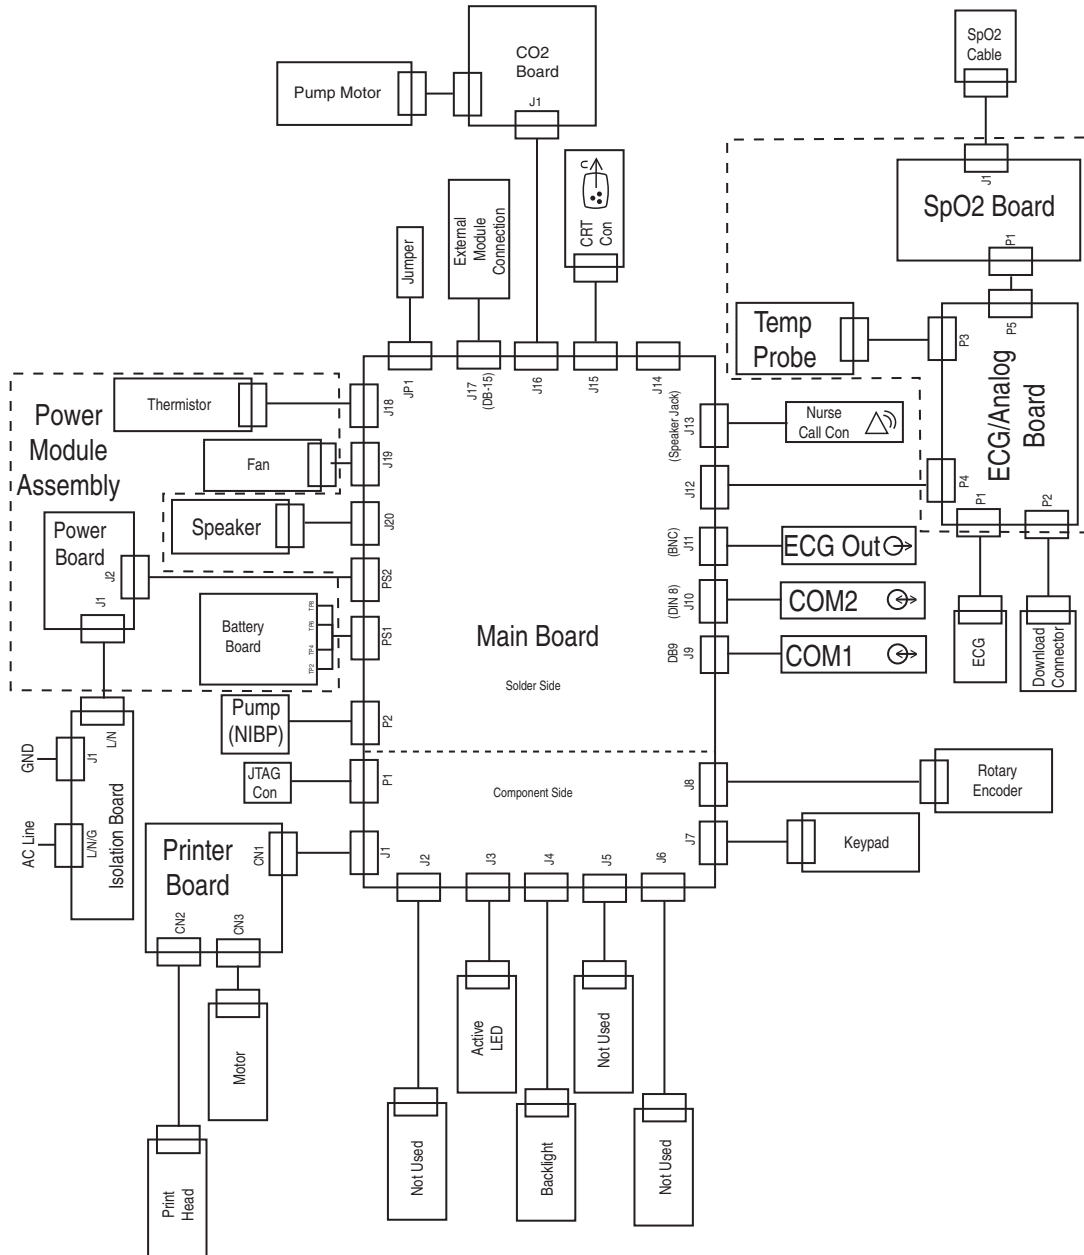 CO2
Board
J1
Pump Motor
SpO2
Cable
J1
SpO2 Board
P1
CRT
Con
External
Module
Connection
Jumper
JP1
J17
(DB-15)
J16
J15
J14
Temp
Probe
P3
P5
ECG/Analog
Board
P4
P1
P2
Power
Module
Assembly
Thermistor
J18
Fan
J19
Speaker
J20
Power
Board
J2
J1
PS2
Battery
Board
TP8
TP6
TP4
TP2
PS1
Main Board
Solder Side
(Speaker Jack)
J13
Nurse
Call Con
J12
(BNC)
J11
ECG Out
(DIN 8)
J10
COM2
DB9
J9
COM1
ECG
Download
Connector
Pump
(NIBP)
P2
JTAG
Con
P1
Component Side
J8
Rotary
Encoder
J7
Keypad
L/N
GND
J1
AC Line
L/N/G
Isolation Board
Printer
Board
CN1
J1
CN2
CN3
J2
J3
J4
J5
J6
Motor
Print
Head
Not Used
Active
LED
Backlight
Not Used
Not Used